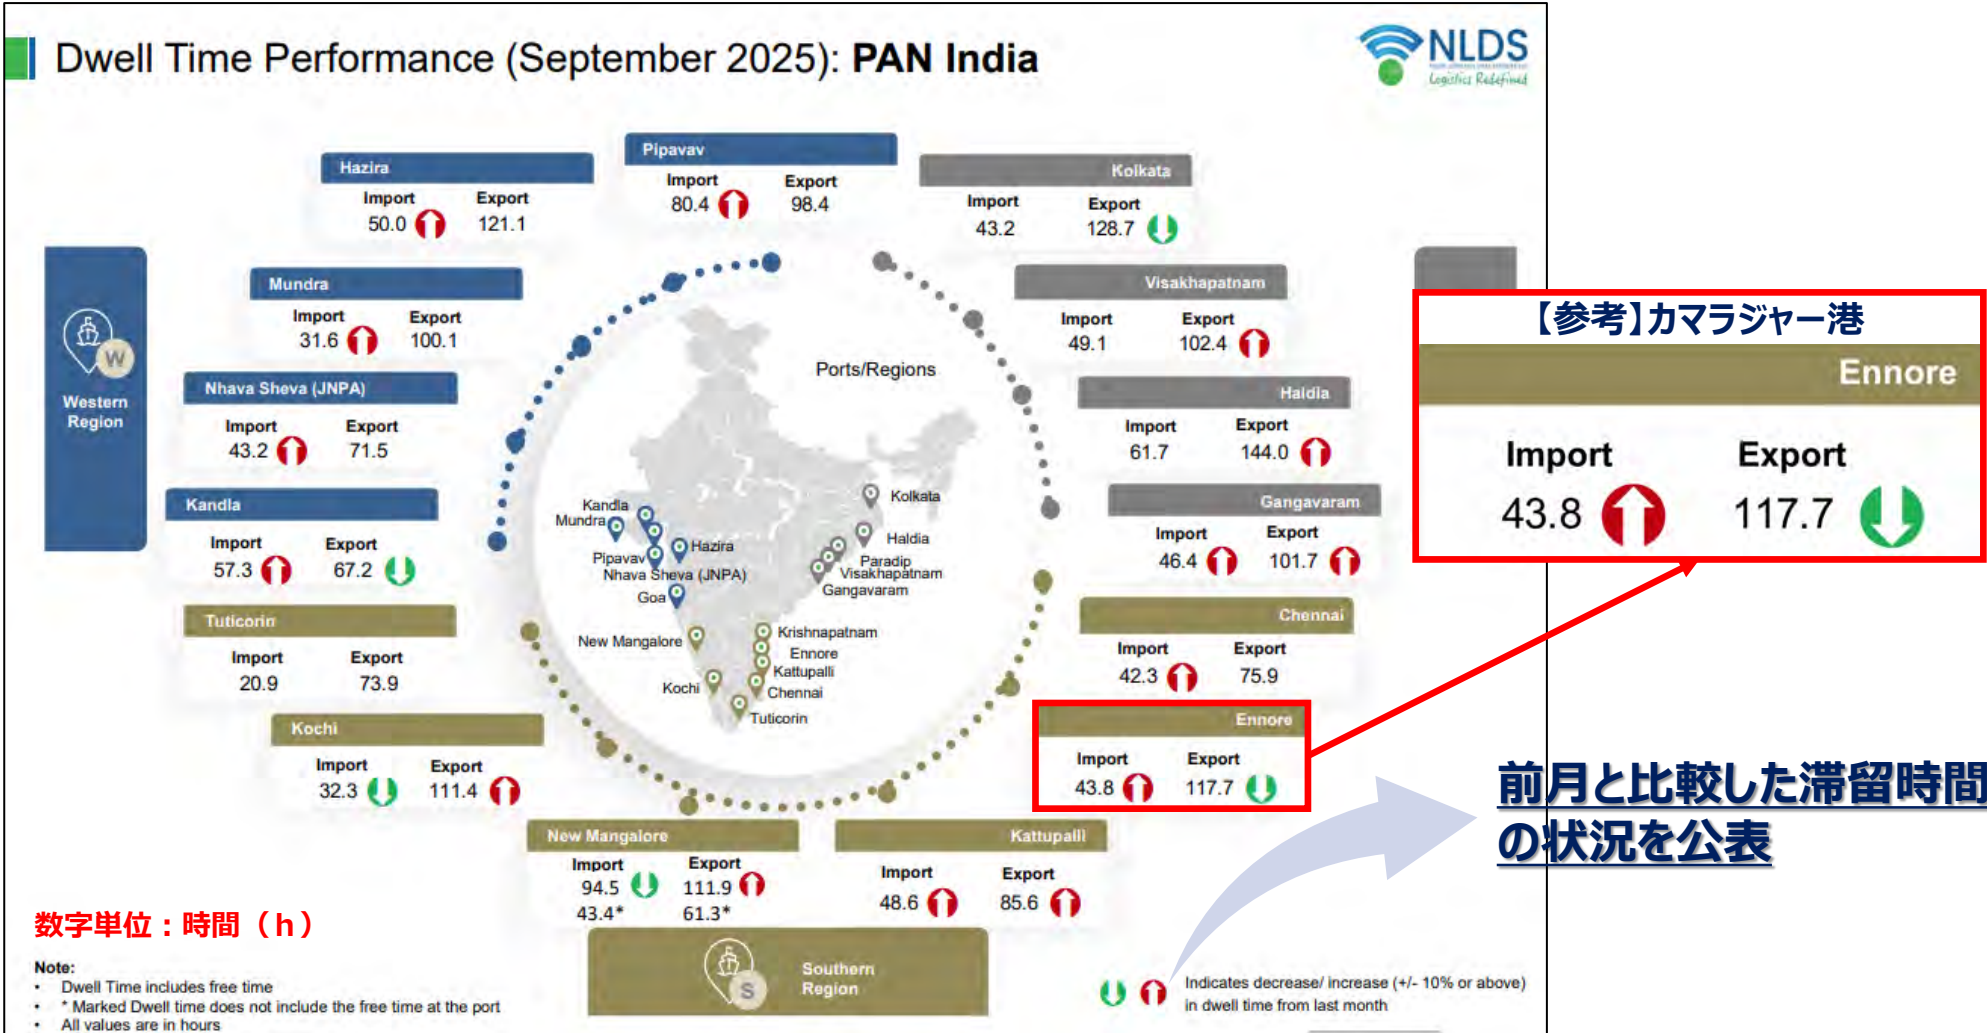 Dwell Time Performance (September 2025): PAN India
NLDS
Logistics Redefined
Hazira
Import Export
50.0 121.1
Pipavav
Import Export
80.4 98.4
Kolkata
Import Export
43.2 128.7
Mundra
Import Export
31.6 100.1
Visakhapatnam
Import Export
49.1 102.4
W
Western
Region
Nhava Sheva (JNPA)
Import Export
43.2 71.5
Haldia
Import Export
61.7 144.0
Kandla
Import Export
57.3 67.2
Gangavaram
Import Export
46.4 101.7
Tuticorin
Import Export
20.9 73.9
Chennai
Import Export
42.3 75.9
Kochi
Import Export
32.3 111.4
Ennore
Import Export
43.8 117.7
New Mangalore
Import Export
94.5 111.9
43.4* 61.3*
Kattupalli
Import Export
48.6 85.6
S
Southern
Region
Ports/Regions
Kandla
Mundra
Pipavav
Hazira
Nhava Sheva (JNPA)
Goa
New Mangalore
Kochi
Kolkata
Haldia
Paradip
Visakhapatnam
Gangavaram
Krishnapatnam
Ennore
Kattupalli
Chennai
Tuticorin
【参考】カマラジャー港
Ennore
Import Export
43.8 117.7
前月と比較した滞留時間
の状況を公表
数字単位:時間(h)
Note:
• Dwell Time includes free time
• * Marked Dwell time does not include the free time at the port
• All values are in hours
Indicates decrease/ increase (+/- 10% or above)
in dwell time from last month